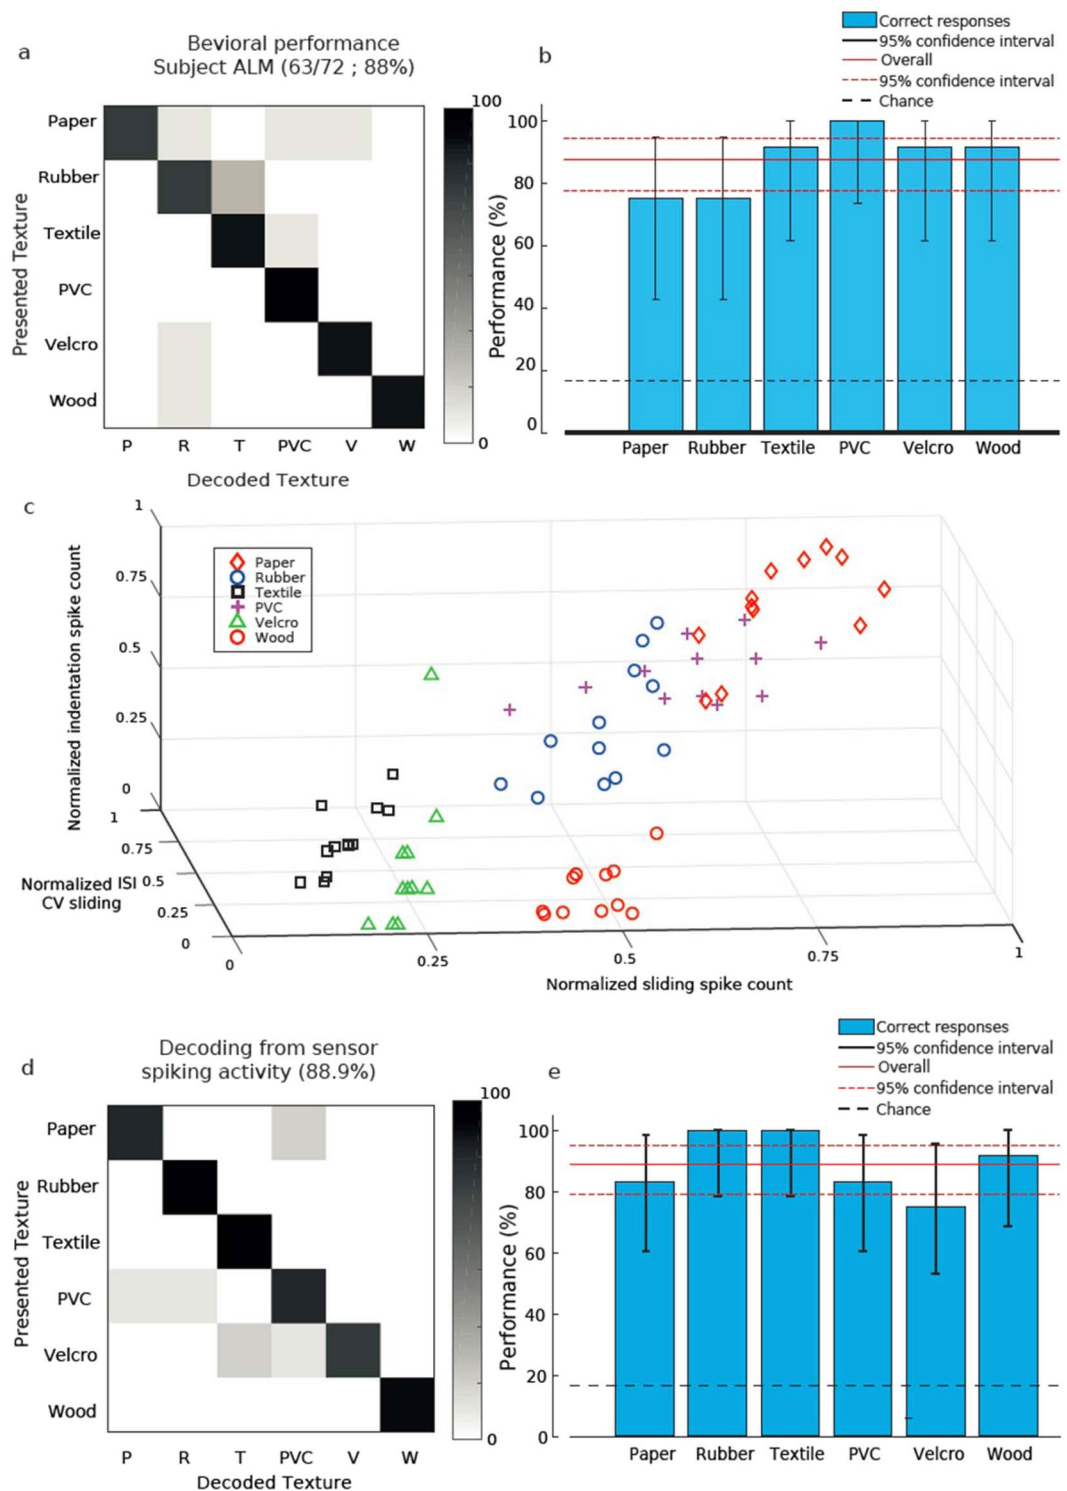 a
Bevioral performance
Subject ALM (63/72 ; 88%)
Presented Texture
Paper
Rubber
Textile
PVC
Velcro
Wood
P R T PVC V W
Decoded Texture
100
0
b
Correct responses
95% confidence interval
Overall
95% confidence interval
Chance
Performance (%)
100
80
60
40
20
0
Paper Rubber Textile PVC Velcro Wood
c
Normalized indentation spike count
1
0.75
0.5
0.25
0
Paper
Rubber
Textile
PVC
Velcro
Wood
Normalized ISI
CV sliding
1
0.75
0.5
0.25
0
0 0.25 0.5 0.75 1
Normalized sliding spike count
d
Decoding from sensor
spiking activity (88.9%)
Presented Texture
Paper
Rubber
Textile
PVC
Velcro
Wood
P R T PVC V W
Decoded Texture
100
0
e
Correct responses
95% confidence interval
Overall
95% confidence interval
Chance
Performance (%)
100
80
60
40
20
0
Paper Rubber Textile PVC Velcro Wood